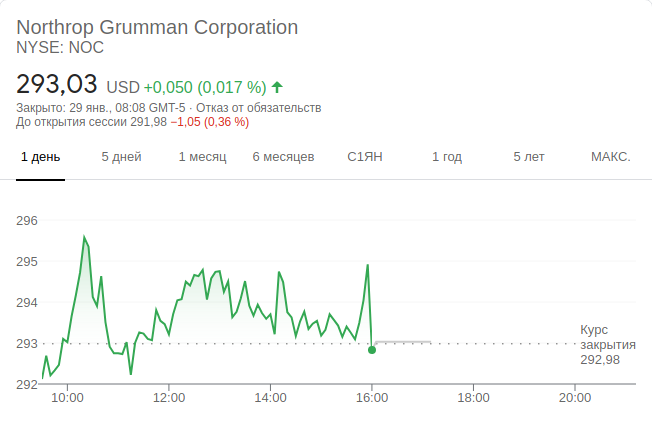 Northrop Grumman Corporation
NYSE: NOC
293,03 USD +0,050 (0,017 %)
Закрыто: 29 янв., 08:08 GMT-5 · Отказ от обязательств
До открытия сессии 291,98 −1,05 (0,36 %)
1 день 5 дней 1 месяц 6 месяцев С1ЯН 1 год 5 лет МАКС.
296
295
294
293
292
Курс
закрытия
292,98
10:00 12:00 14:00 16:00 18:00 20:00